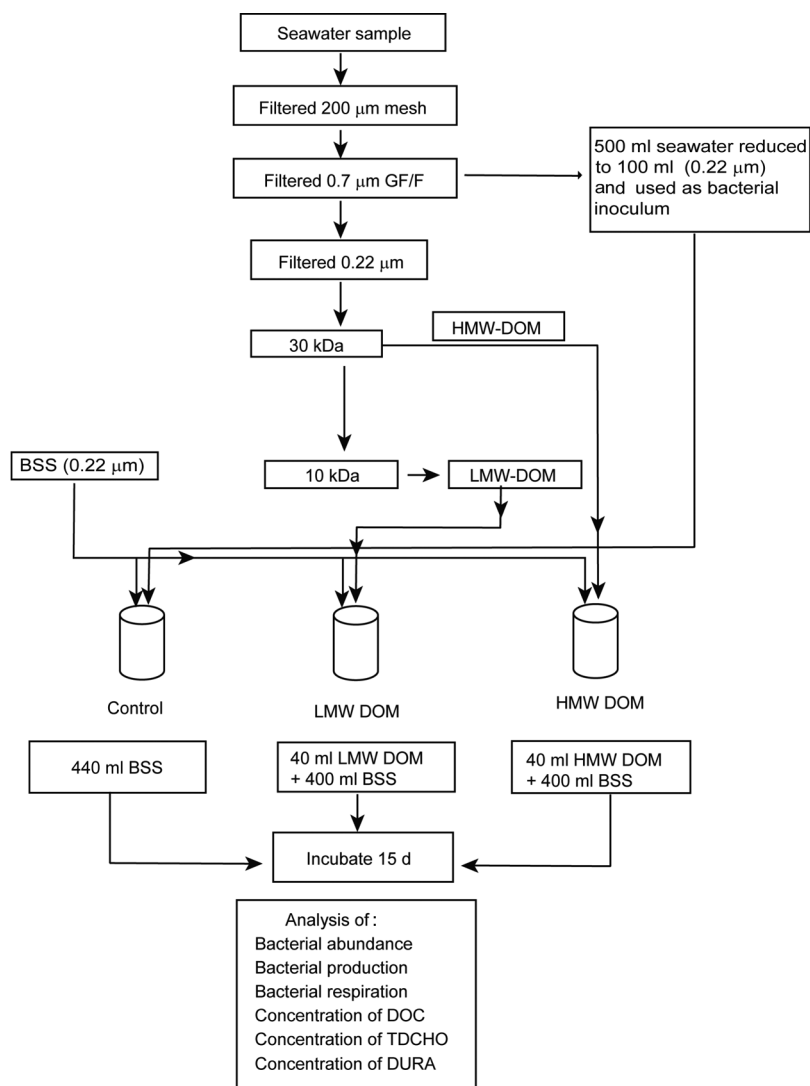 Seawater sample
Filtered 200 μm mesh
Filtered 0.7 μm GF/F
500 ml seawater reduced
to 100 ml (0.22 μm)
and used as bacterial
inoculum
Filtered 0.22 μm
HMW-DOM
30 kDa
BSS (0.22 μm)
10 kDa
LMW-DOM
Control
LMW DOM
HMW DOM
440 ml BSS
40 ml LMW DOM
+ 400 ml BSS
40 ml HMW DOM
+ 400 ml BSS
Incubate 15 d
Analysis of :
Bacterial abundance
Bacterial production
Bacterial respiration
Concentration of DOC
Concentration of TDCHO
Concentration of DURA